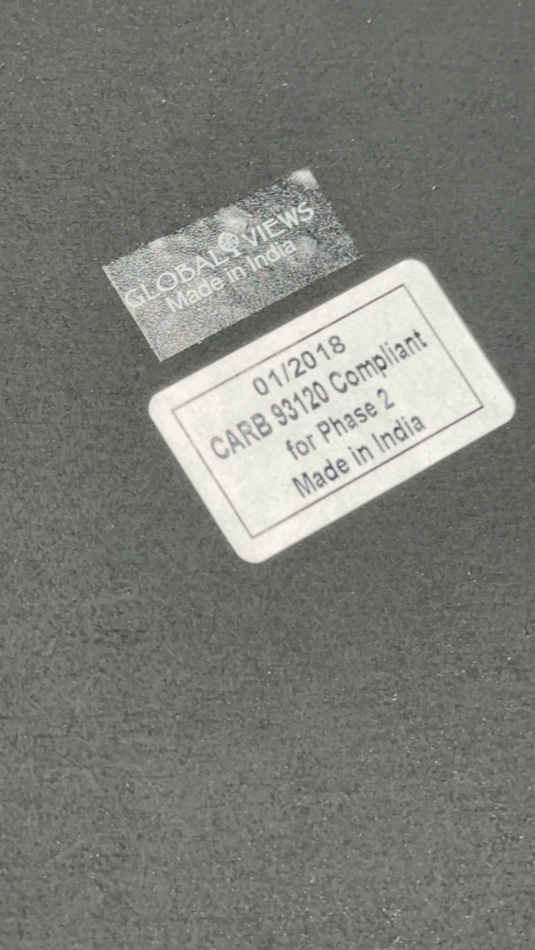 GLOBAL VIEWS
Made in India
01/2018
CARB 93120 Compliant
for Phase 2
Made in India